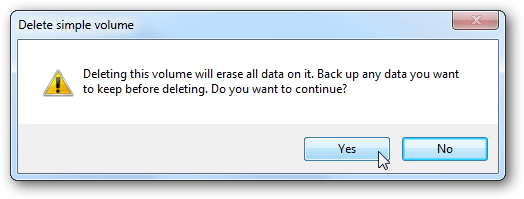 Delete simple volume
Deleting this volume will erase all data on it. Back up any data you want
to keep before deleting. Do you want to continue?
Yes
No